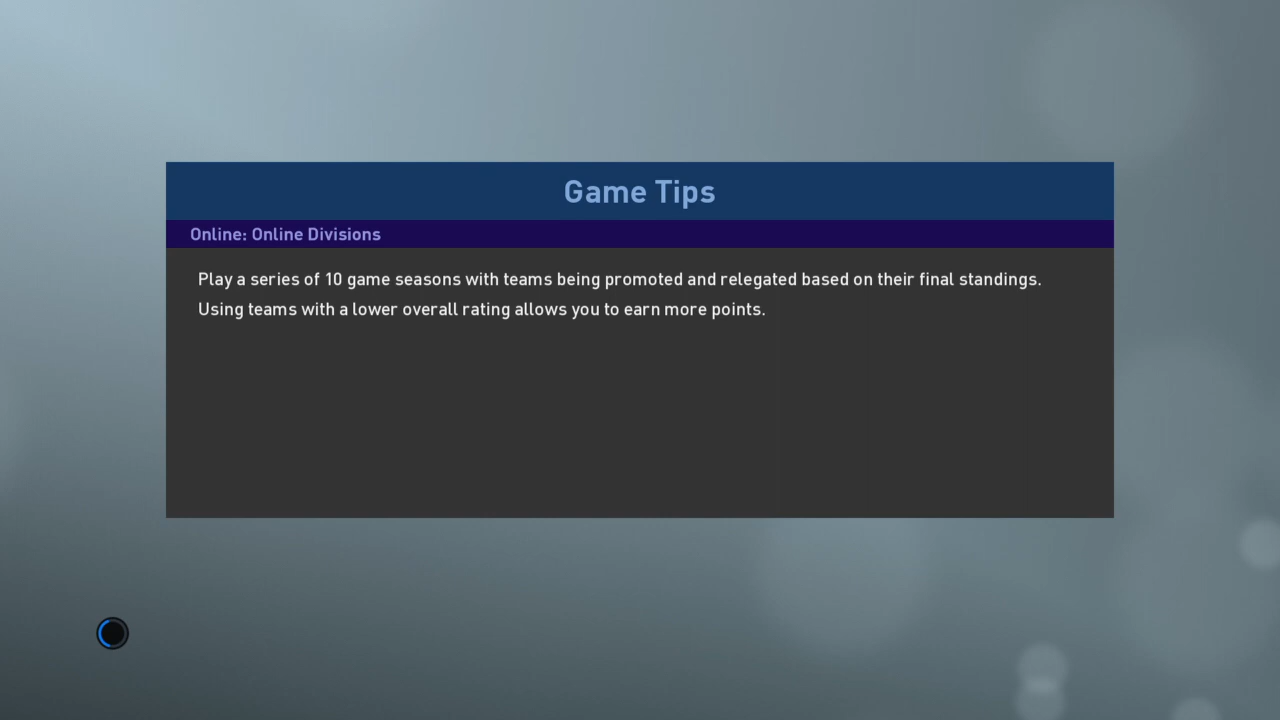 Game Tips
Online: Online Divisions
Play a series of 10 game seasons with teams being promoted and relegated based on their final standings.
Using teams with a lower overall rating allows you to earn more points.